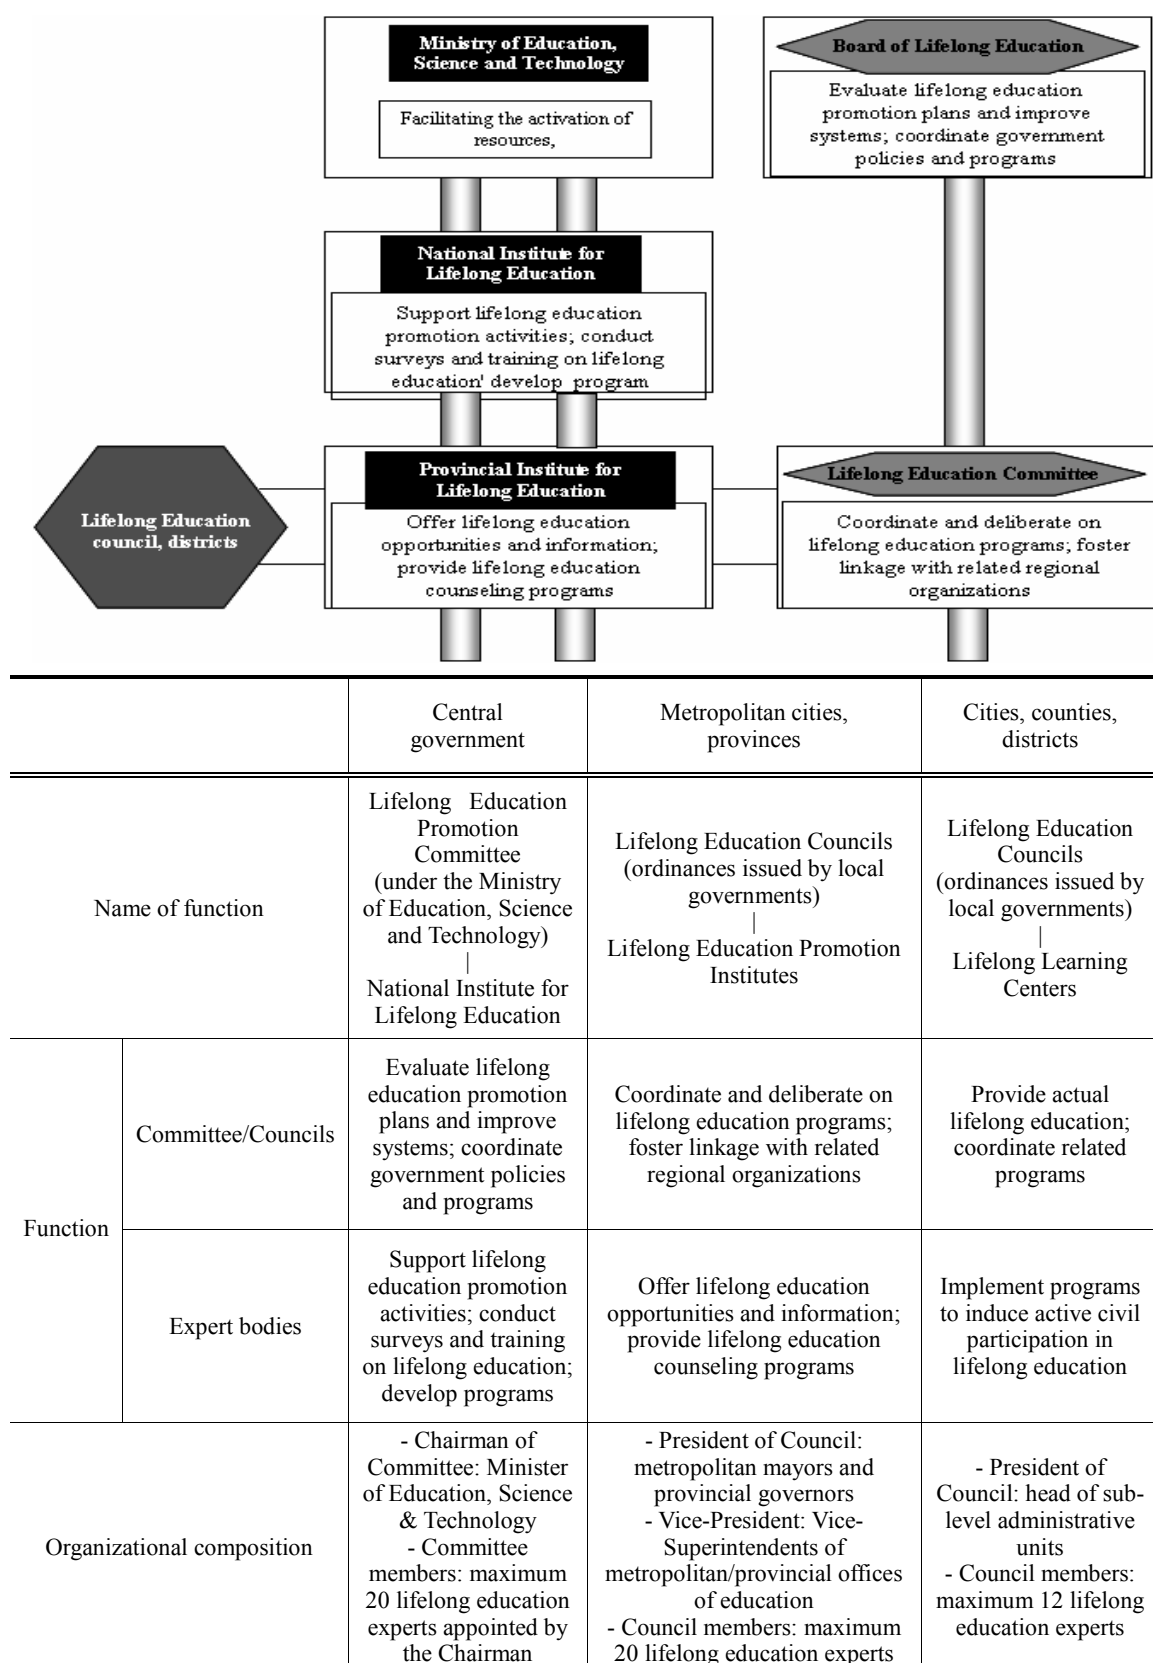 Ministry of Education,
Science and Technology
Facilitating the activation of
resources,
Board of Lifelong Education
Evaluate lifelong education
promotion plans and improve
systems; coordinate government
policies and programs
National Institute for
Lifelong Education
Support lifelong education
promotion activities; conduct
surveys and training on lifelong
education' develop program
Lifelong Education
council, districts
Provincial Institute for
Lifelong Education
Offer lifelong education
opportunities and information;
provide lifelong education
counseling programs
Lifelong Education Committee
Coordinate and deliberate on
lifelong education programs; foster
linkage with related regional
organizations
Central
government
Metropolitan cities,
provinces
Cities, counties,
districts
Name of function
Lifelong Education
Promotion
Committee
(under the Ministry
of Education, Science
and Technology)
|
National Institute for
Lifelong Education
Lifelong Education Councils
(ordinances issued by local
governments)
|
Lifelong Education Promotion
Institutes
Lifelong Education
Councils
(ordinances issued by
local governments)
|
Lifelong Learning
Centers
Function
Committee/Councils
Evaluate lifelong
education promotion
plans and improve
systems; coordinate
government policies
and programs
Coordinate and deliberate on
lifelong education programs;
foster linkage with related
regional organizations
Provide actual
lifelong education;
coordinate related
programs
Expert bodies
Support lifelong
education promotion
activities; conduct
surveys and training
on lifelong education;
develop programs
Offer lifelong education
opportunities and information;
provide lifelong education
counseling programs
Implement programs
to induce active civil
participation in
lifelong education
Organizational composition
- Chairman of
Committee: Minister
of Education, Science
& Technology
- Committee
members: maximum
20 lifelong education
experts appointed by
the Chairman
- President of Council:
metropolitan mayors and
provincial governors
- Vice-President: Vice-
Superintendents of
metropolitan/provincial offices
of education
- Council members: maximum
20 lifelong education experts
- President of
Council: head of sub-
level administrative
units
- Council members:
maximum 12 lifelong
education experts